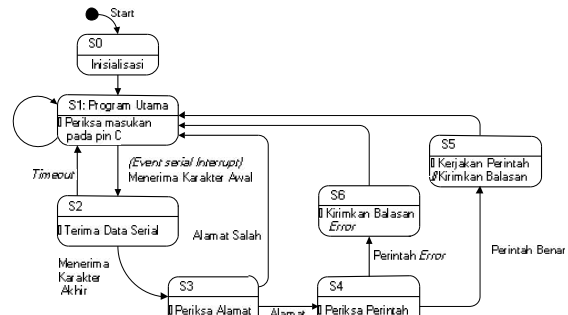 Start
S0
Inisialisasi
S1: Program Utama
Periksa masukan
pada pin C
(Event serial Interrupt)
Menerima Karakter Awal
Timeout
S2
Terima Data Serial
Menerima
Karakter
Akhir
Alamat Salah
S3
Periksa Alamat
Alamat
S4
Periksa Perintah
Perintah Error
S6
Kirimkan Balasan
Error
S5
Kerjakan Perintah
Kirimkan Balasan
Perintah Benar